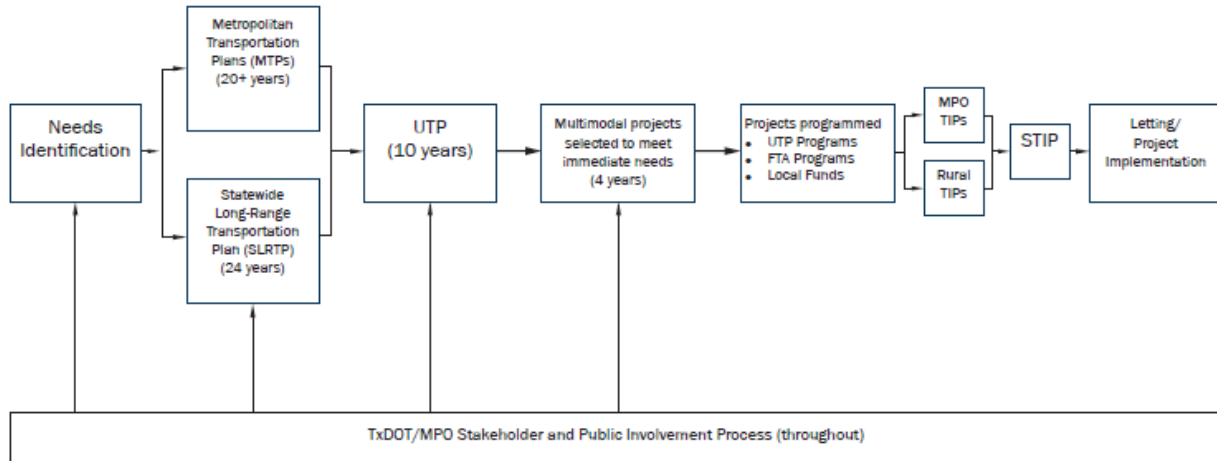 Needs
Identification
Metropolitan
Transportation
Plans (MTPs)
(20+ years)
Statewide
Long-Range
Transportation
Plan (SLRTP)
(24 years)
UTP
(10 years)
Multimodal projects
selected to meet
immediate needs
(4 years)
Projects programmed
• UTP Programs
• FTA Programs
• Local Funds
MPO
TIPs
Rural
TIPs
STIP
Letting/
Project
Implementation
TxDOT/MPO Stakeholder and Public Involvement Process (throughout)